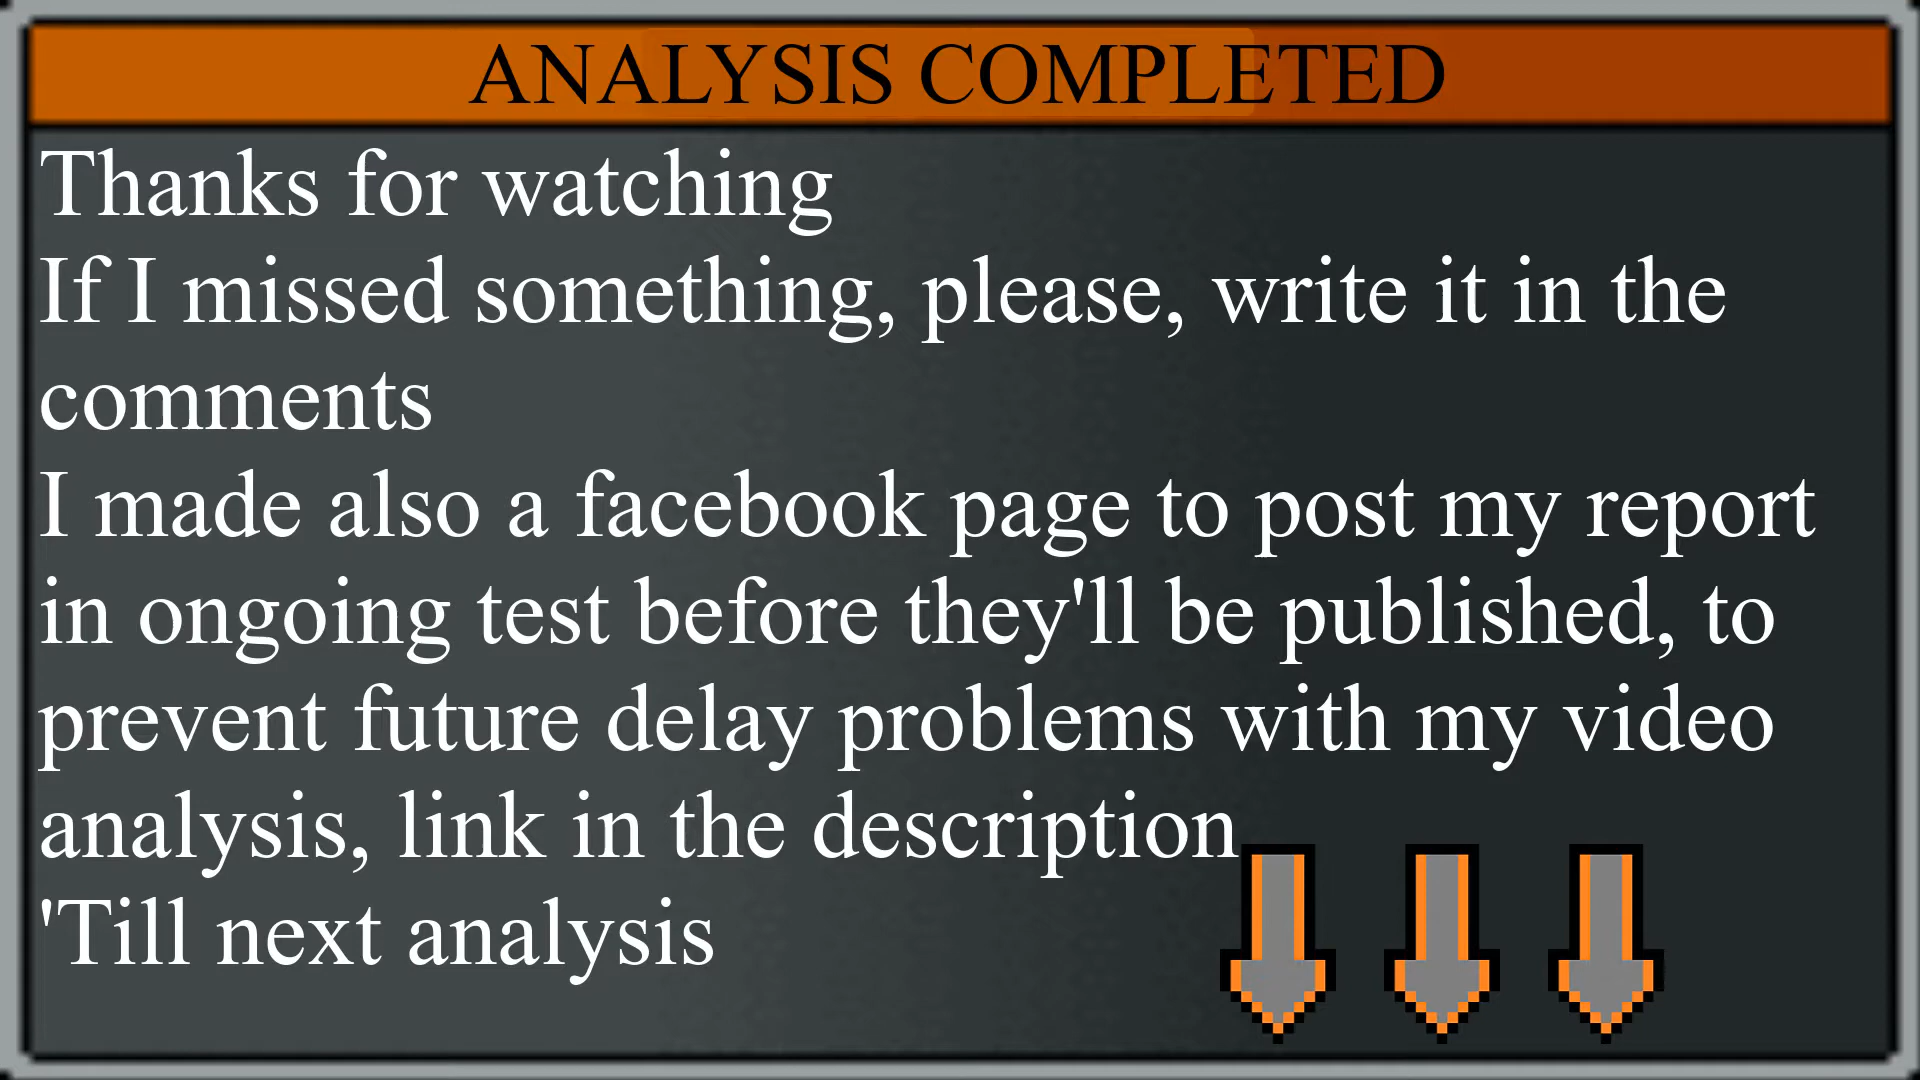 ANALYSIS COMPLETED
Thanks for watching
If I missed something, please, write it in the
comments
I made also a facebook page to post my report
in ongoing test before they'll be published, to
prevent future delay problems with my video
analysis, link in the description
'Till next analysis